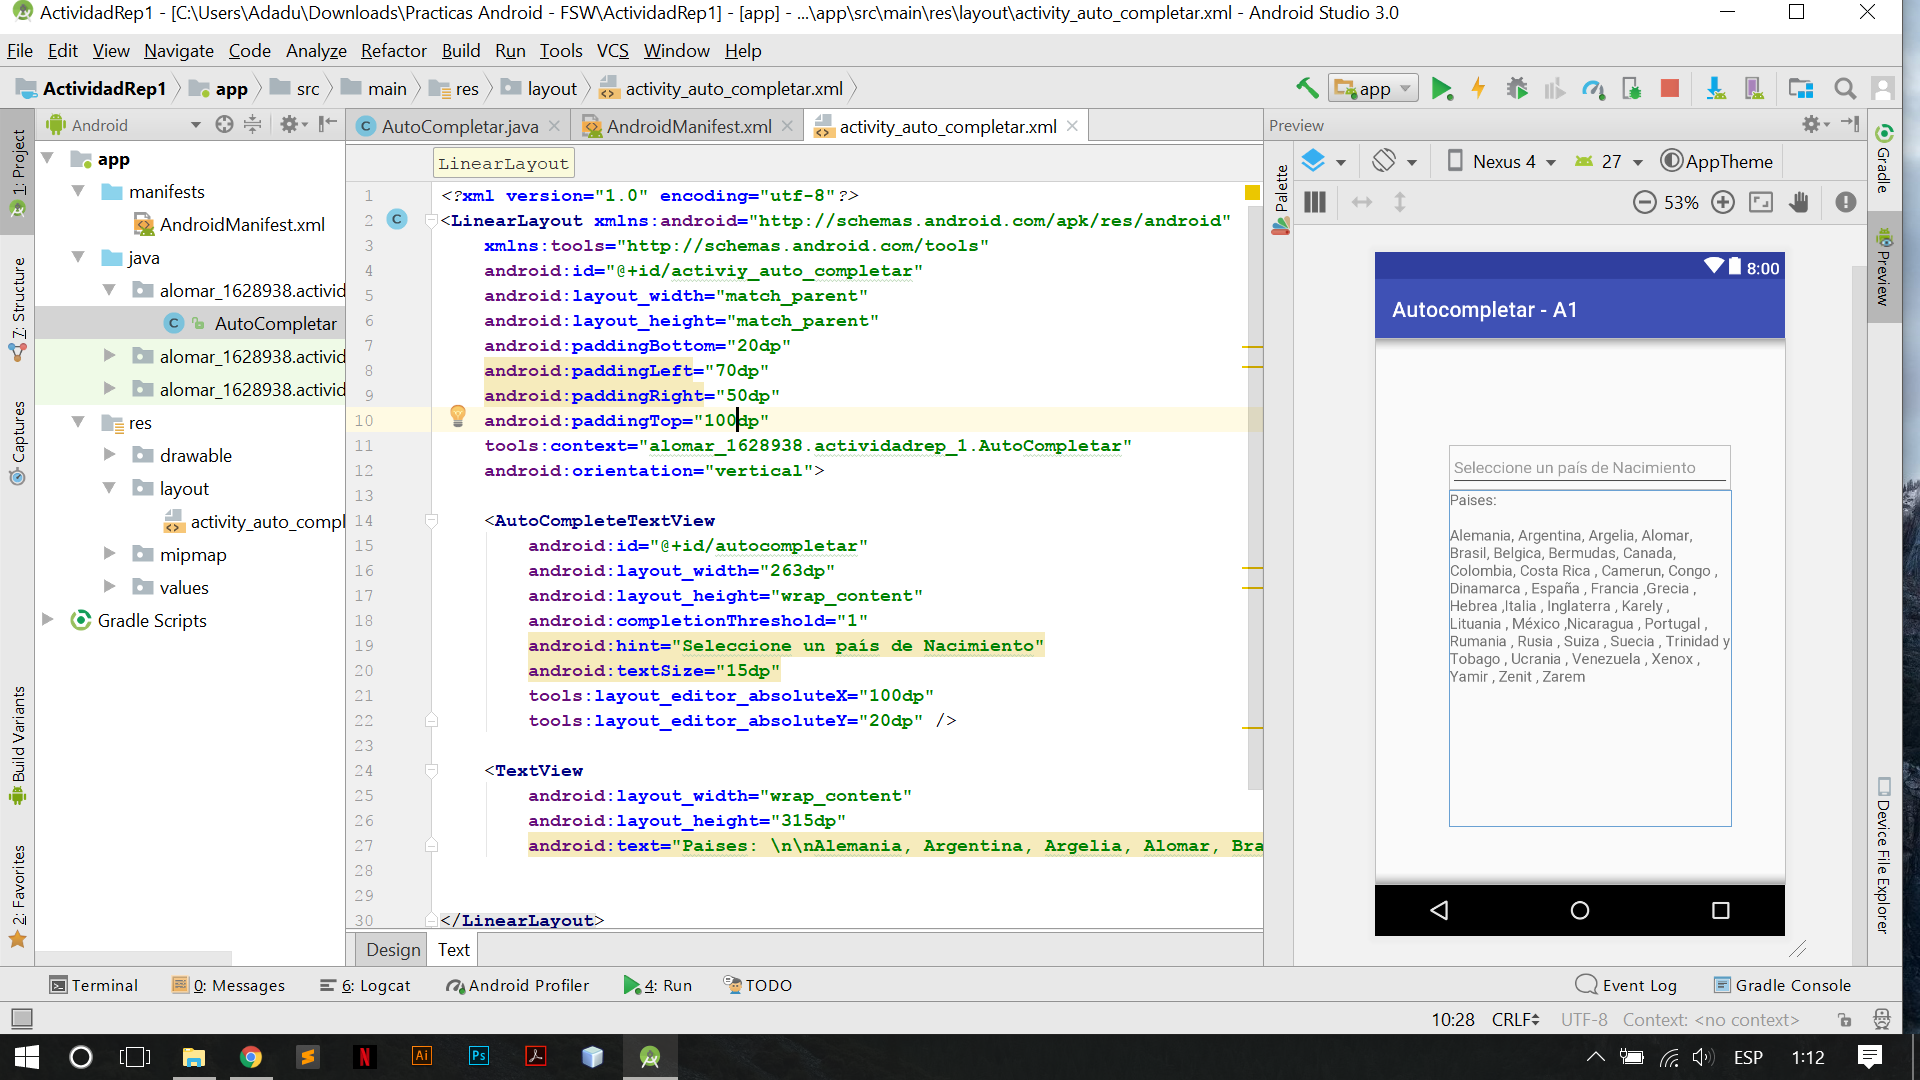 ActividadRep1 - [C:\Users\Adadu\Downloads\Practicas Android - FSW\ActividadRep1] - [app] - ...\app\src\main\res\layout\activity_auto_completar.xml - Android Studio 3.0
File Edit View Navigate Code Analyze Refactor Build Run Tools VCS Window Help
ActividadRep1 app src main res layout activity_auto_completar.xml app
Android
AutoCompletar.java AndroidManifest.xml activity_auto_completar.xml
Preview
1: Project
7: Structure
Captures
Build Variants
2: Favorites
app
manifests
AndroidManifest.xml
java
alomar_1628938.activid
AutoCompletar
alomar_1628938.activid
alomar_1628938.activid
res
drawable
layout
activity_auto_compl
mipmap
values
Gradle Scripts
LinearLayout
1 <?xml version="1.0" encoding="utf-8"?>
2 <LinearLayout xmlns:android="http://schemas.android.com/apk/res/android"
3 xmlns:tools="http://schemas.android.com/tools"
4 android:id="@+id/activiy_auto_completar"
5 android:layout_width="match_parent"
6 android:layout_height="match_parent"
7 android:paddingBottom="20dp"
8 android:paddingLeft="70dp"
9 android:paddingRight="50dp"
10 android:paddingTop="100dp"
11 tools:context="alomar_1628938.actividadrep_1.AutoCompletar"
12 android:orientation="vertical">
13
14 <AutoCompleteTextView
15 android:id="@+id/autocompletar"
16 android:layout_width="263dp"
17 android:layout_height="wrap_content"
18 android:completionThreshold="1"
19 android:hint="Seleccione un país de Nacimiento"
20 android:textSize="15dp"
21 tools:layout_editor_absoluteX="100dp"
22 tools:layout_editor_absoluteY="20dp" />
23
24 <TextView
25 android:layout_width="wrap_content"
26 android:layout_height="315dp"
27 android:text="Paises: \n\nAlemania, Argentina, Argelia, Alomar, Bra
28
29
30 </LinearLayout>
Design Text
Palette
Nexus 4 27 AppTheme
53%
8:00
Autocompletar - A1
Seleccione un país de Nacimiento
Paises:
Alemania, Argentina, Argelia, Alomar,
Brasil, Belgica, Bermudas, Canada,
Colombia, Costa Rica , Camerun, Congo ,
Dinamarca , España , Francia ,Grecia ,
Hebrea ,Italia , Inglaterra , Karely ,
Lituania , México ,Nicaragua , Portugal ,
Rumania , Rusia , Suiza , Suecia , Trinidad y
Tobago , Ucrania , Venezuela , Xenox ,
Yamir , Zenit , Zarem
Gradle
Preview
Device File Explorer
Terminal 0: Messages 6: Logcat Android Profiler 4: Run TODO Event Log Gradle Console
10:28 CRLF UTF-8 Context: <no context>
N Ai Ps ESP 1:12